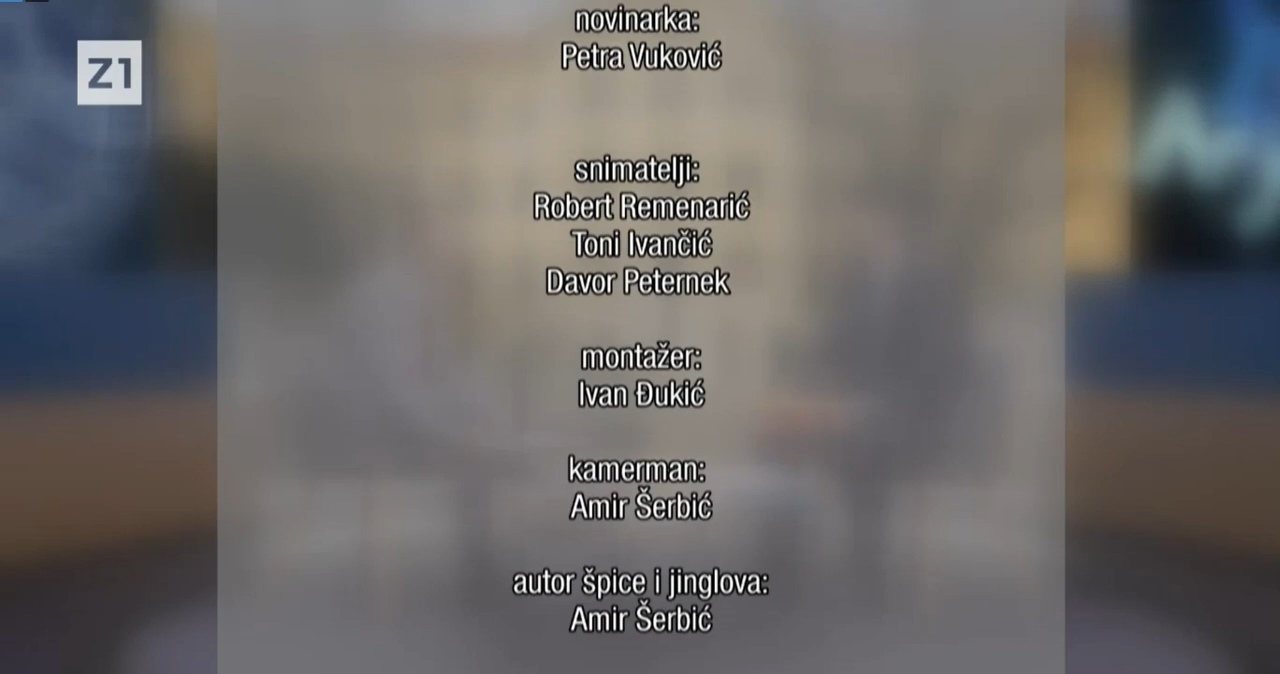 Z1
novinarka:
Petra Vuković
snimatelji:
Robert Remenarić
Toni Ivančić
Davor Peternek
montažer:
Ivan Đukić
kamerman:
Amir Šerbić
autor špice i jinglova:
Amir Šerbić